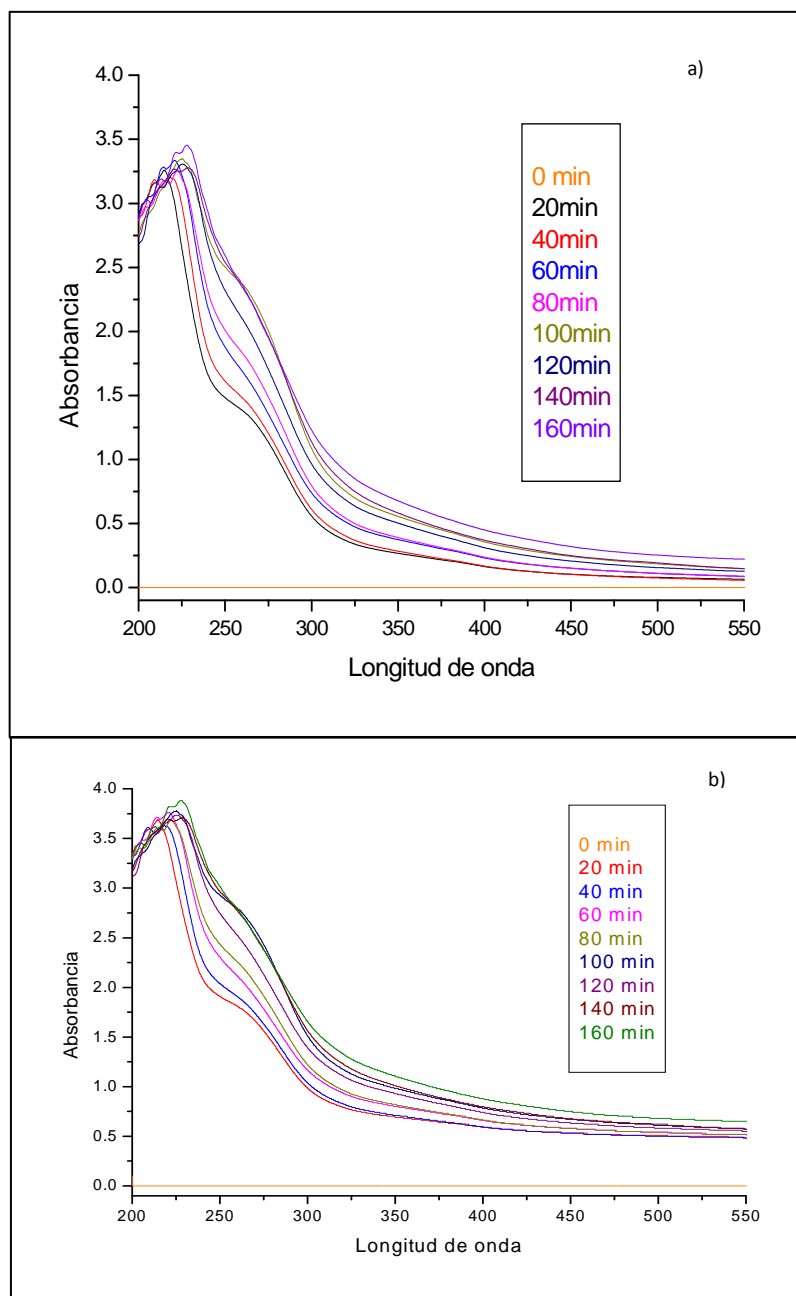 a)
4.0
3.5
3.0
2.5
2.0
1.5
1.0
0.5
0.0
Absorbancia
0 min
20min
40min
60min
80min
100min
120min
140min
160min
200 250 300 350 400 450 500 550
Longitud de onda
b)
4.0
3.5
3.0
2.5
2.0
1.5
1.0
0.5
0.0
Absorbancia
0 min
20 min
40 min
60 min
80 min
100 min
120 min
140 min
160 min
200 250 300 350 400 450 500 550
Longitud de onda